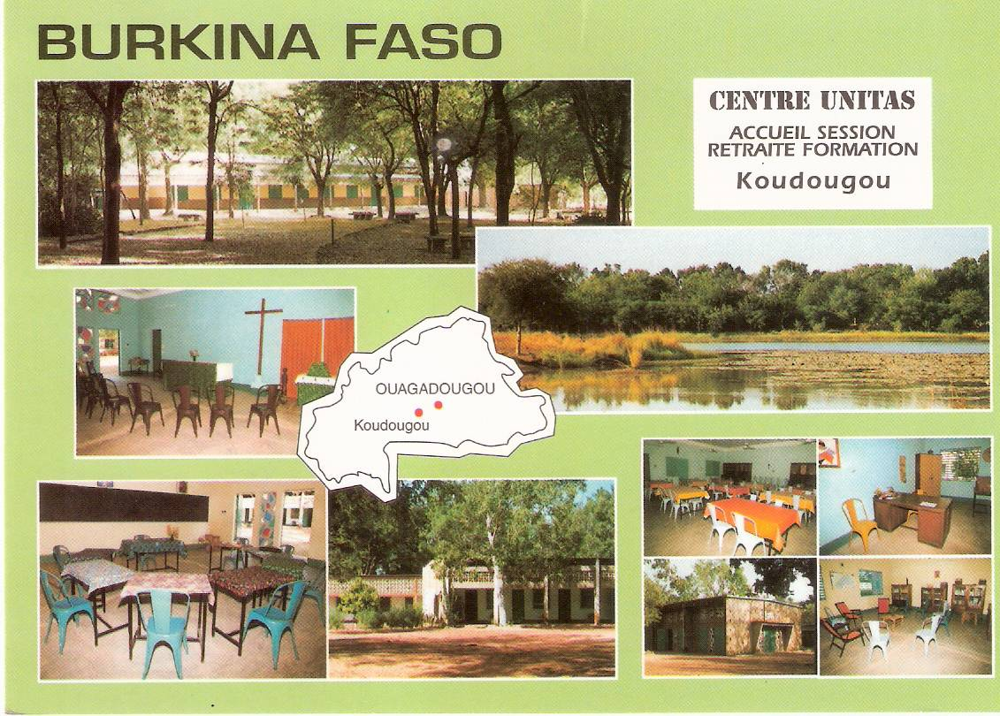 BURKINA FASO
CENTRE UNITAS
ACCUEIL SESSION
RETRAITE FORMATION
Koudougou
OUAGADOUGOU
Koudougou